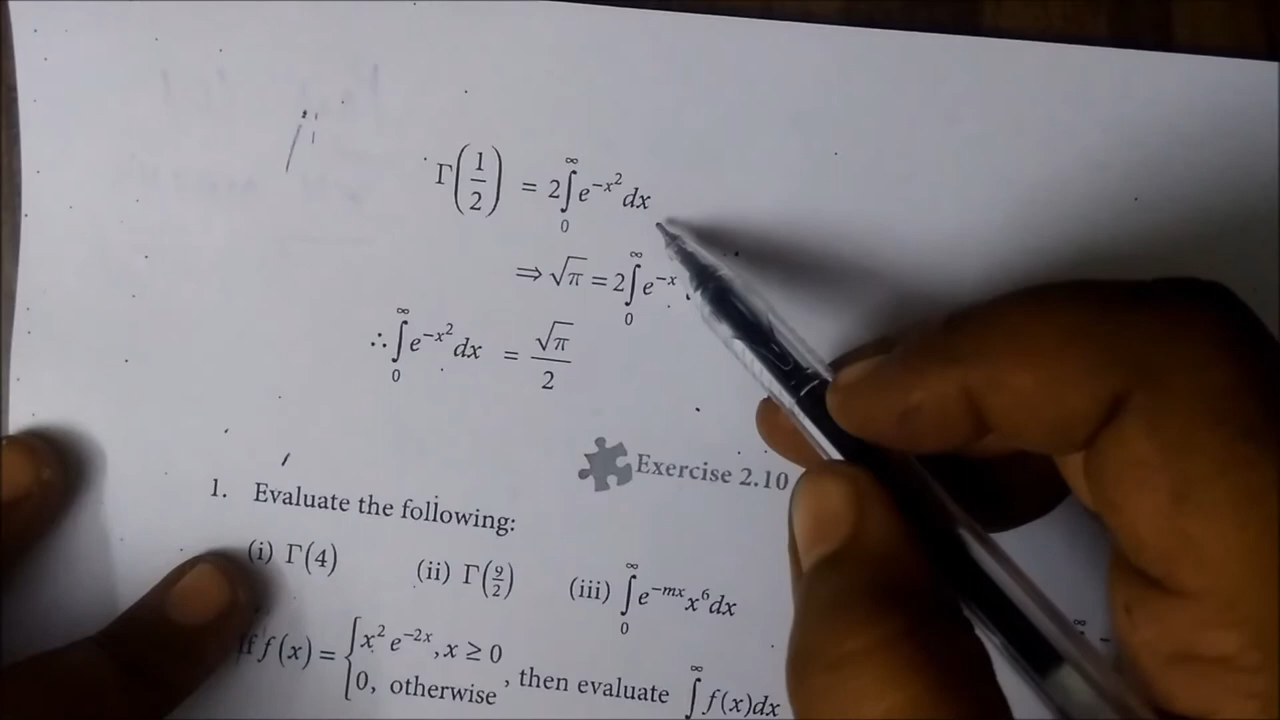 Γ(1/2) = 2∫₀^∞ e^{-x²} dx
⇒ √π = 2∫₀^∞ e^{-x}
∴ ∫₀^∞ e^{-x²} dx = √π/2
Exercise 2.10
1. Evaluate the following:
(i) Γ(4) (ii) Γ(9/2) (iii) ∫₀^∞ e^{-mx} x⁶ dx
If f(x) = { x² e^{-2x}, x ≥ 0
0, otherwise , then evaluate ∫^∞ f(x)dx